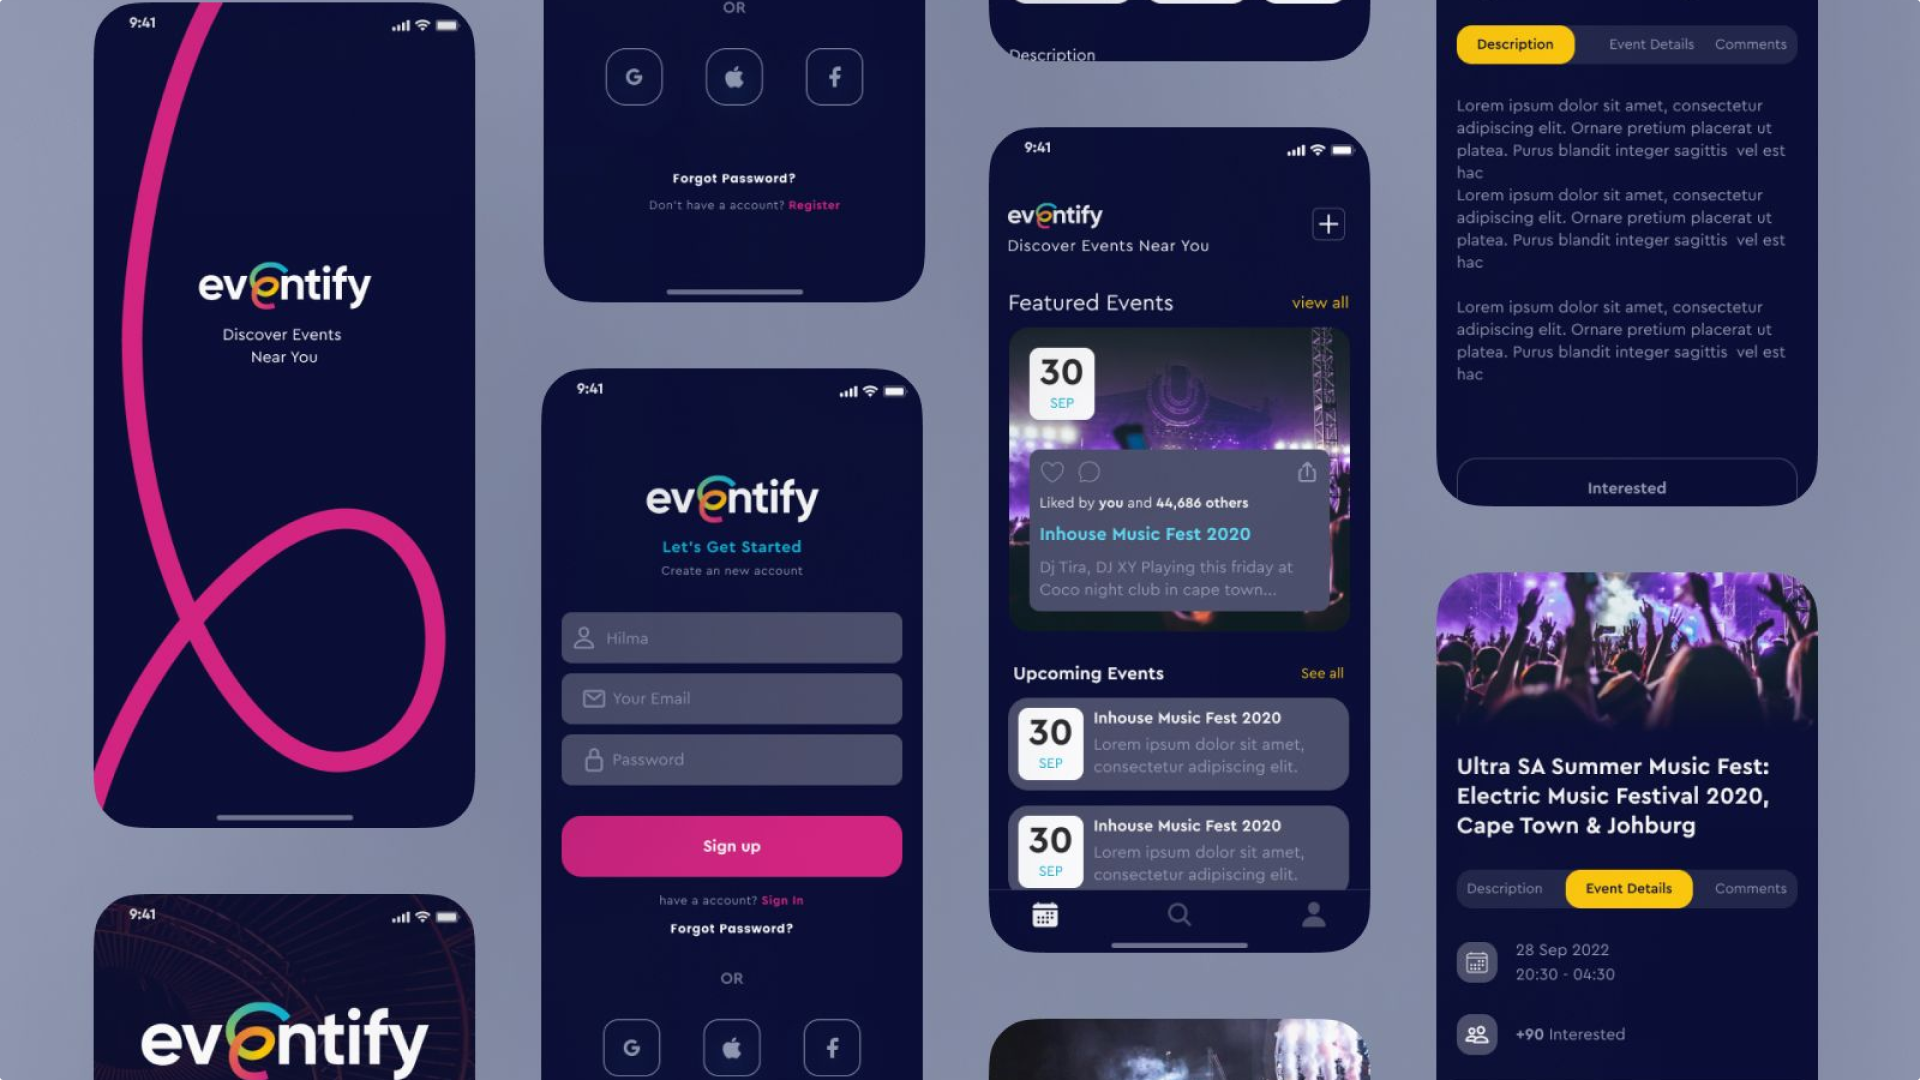 9:41
eventify
Discover Events
Near You
9:41
eventify
OR
Forgot Password?
Don't have a account? Register
9:41
eventify
Let's Get Started
Create an new account
Hilma
Your Email
Password
Sign up
have a account? Sign In
Forgot Password?
OR
Description
9:41
eventify
Discover Events Near You
Featured Events
view all
30
SEP
Liked by you and 44,686 others
Inhouse Music Fest 2020
Dj Tira, DJ XY Playing this friday at
Coco night club in cape town...
Upcoming Events
See all
30
SEP
Inhouse Music Fest 2020
Lorem ipsum dolor sit amet,
consectetur adipiscing elit.
30
SEP
Inhouse Music Fest 2020
Lorem ipsum dolor sit amet,
consectetur adipiscing elit.
Description Event Details Comments
Lorem ipsum dolor sit amet, consectetur
adipiscing elit. Ornare pretium placerat ut
platea. Purus blandit integer sagittis vel est
hac
Lorem ipsum dolor sit amet, consectetur
adipiscing elit. Ornare pretium placerat ut
platea. Purus blandit integer sagittis vel est
hac
Lorem ipsum dolor sit amet, consectetur
adipiscing elit. Ornare pretium placerat ut
platea. Purus blandit integer sagittis vel est
hac
Interested
Ultra SA Summer Music Fest:
Electric Music Festival 2020,
Cape Town & Johburg
Description Event Details Comments
28 Sep 2022
20:30 - 04:30
+90 Interested